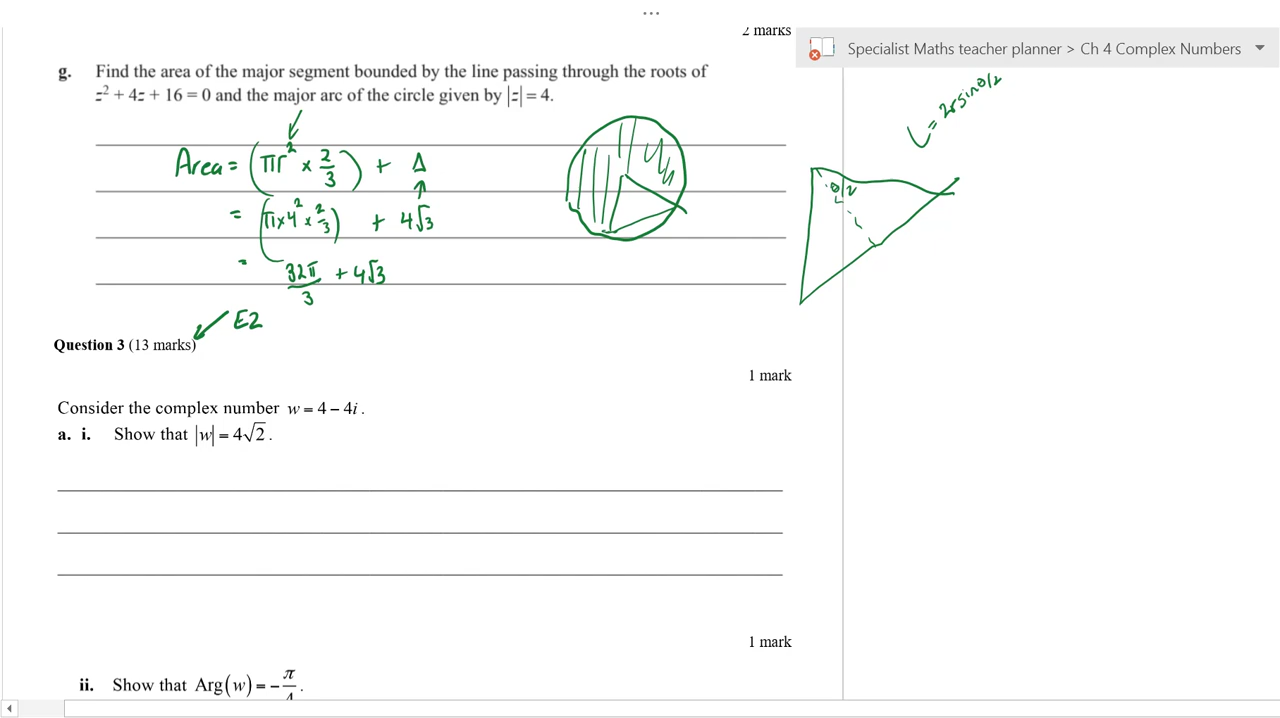 2 marks
Specialist Maths teacher planner > Ch 4 Complex Numbers
g. Find the area of the major segment bounded by the line passing through the roots of
z² + 4z + 16 = 0 and the major arc of the circle given by |z| = 4.
L = 2r sin θ/2
Area = (πr² × 2/3) + Δ
= (π × 4² × 2/3) + 4√3
θ/2
= 32π/3 + 4√3
E2
Question 3 (13 marks)
1 mark
Consider the complex number w = 4 − 4i.
a. i. Show that |w| = 4√2.
1 mark
ii. Show that Arg(w) = −π/4.